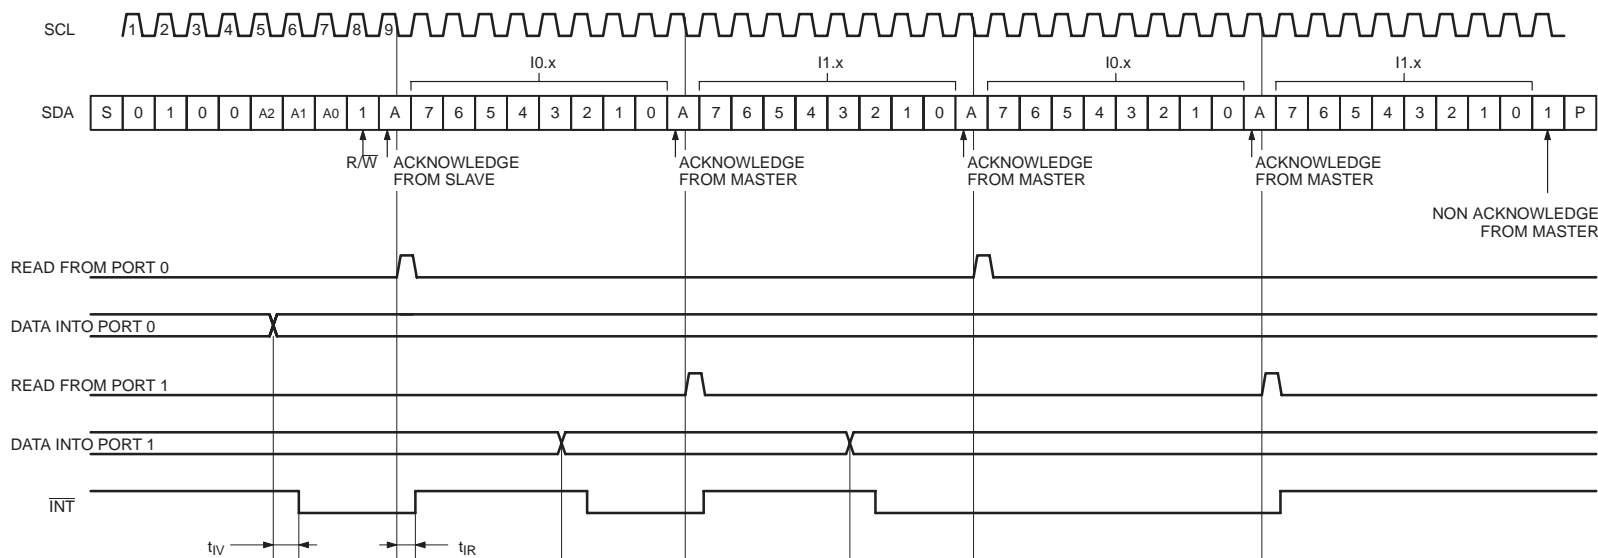 SCL 1 2 3 4 5 6 7 8 9
I0.x I1.x I0.x I1.x
SDA S 0 1 0 0 A2 A1 A0 1 A 7 6 5 4 3 2 1 0 A 7 6 5 4 3 2 1 0 A 7 6 5 4 3 2 1 0 A 7 6 5 4 3 2 1 0 1 P
R/W ACKNOWLEDGE FROM SLAVE
ACKNOWLEDGE FROM MASTER
ACKNOWLEDGE FROM MASTER
ACKNOWLEDGE FROM MASTER
NON ACKNOWLEDGE
FROM MASTER
READ FROM PORT 0
DATA INTO PORT 0
READ FROM PORT 1
DATA INTO PORT 1
INT
tIV tIR